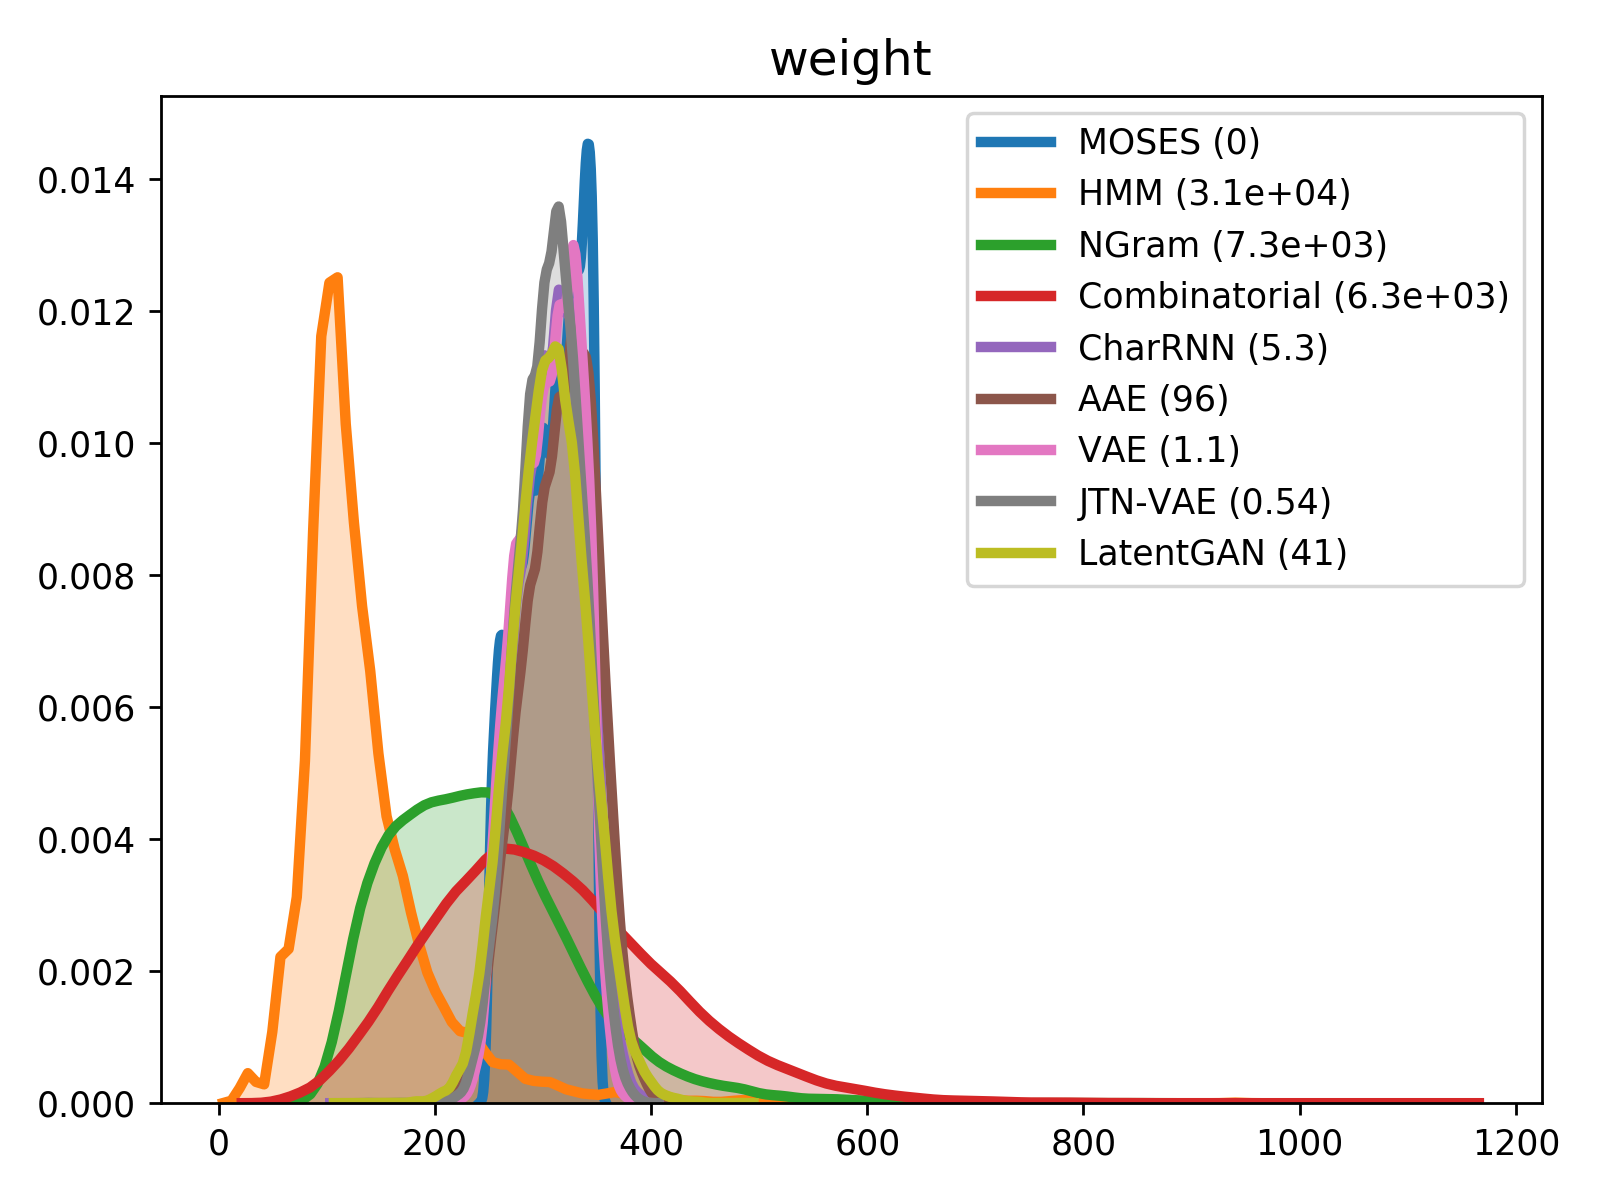 weight
MOSES (0)
HMM (3.1e+04)
NGram (7.3e+03)
Combinatorial (6.3e+03)
CharRNN (5.3)
AAE (96)
VAE (1.1)
JTN-VAE (0.54)
LatentGAN (41)
0.014
0.012
0.010
0.008
0.006
0.004
0.002
0.000
0 200 400 600 800 1000 1200